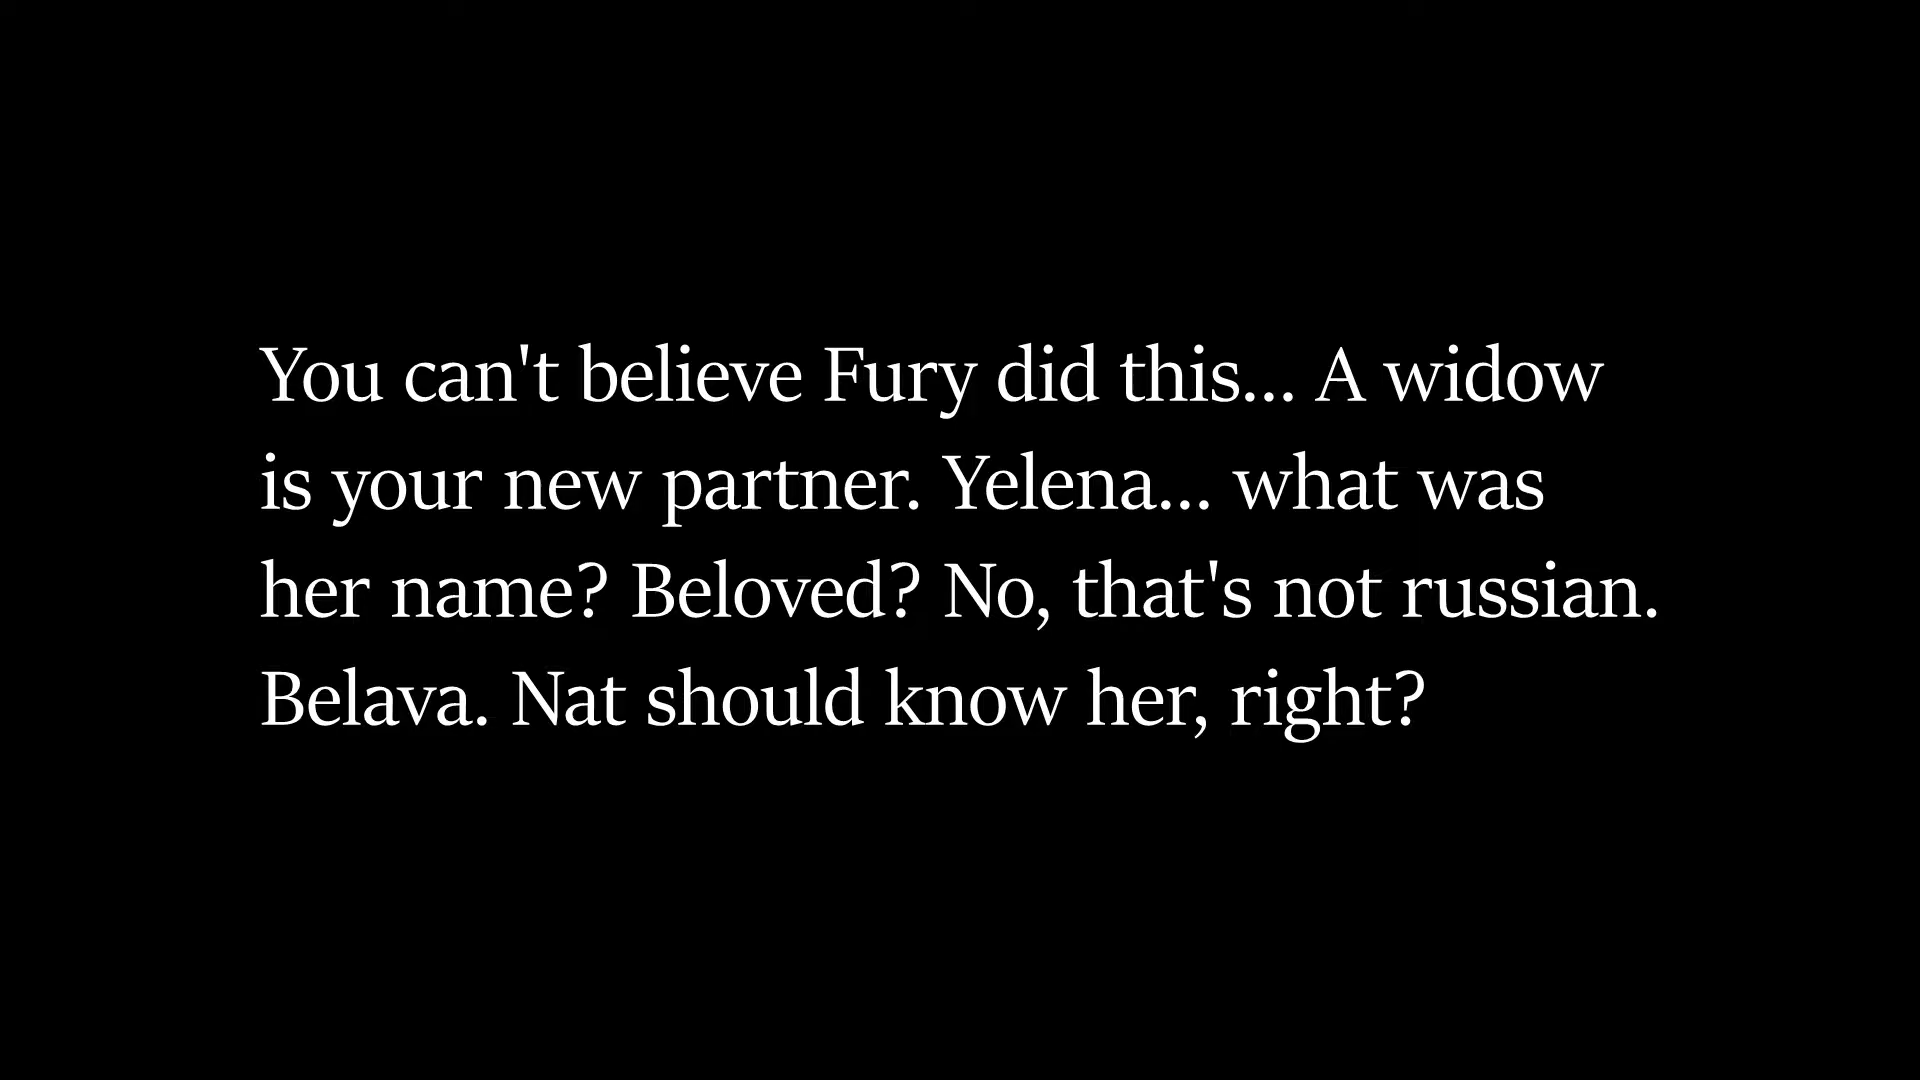 You can't believe Fury did this... A widow
is your new partner. Yelena... what was
her name? Beloved? No, that's not russian.
Belava. Nat should know her, right?